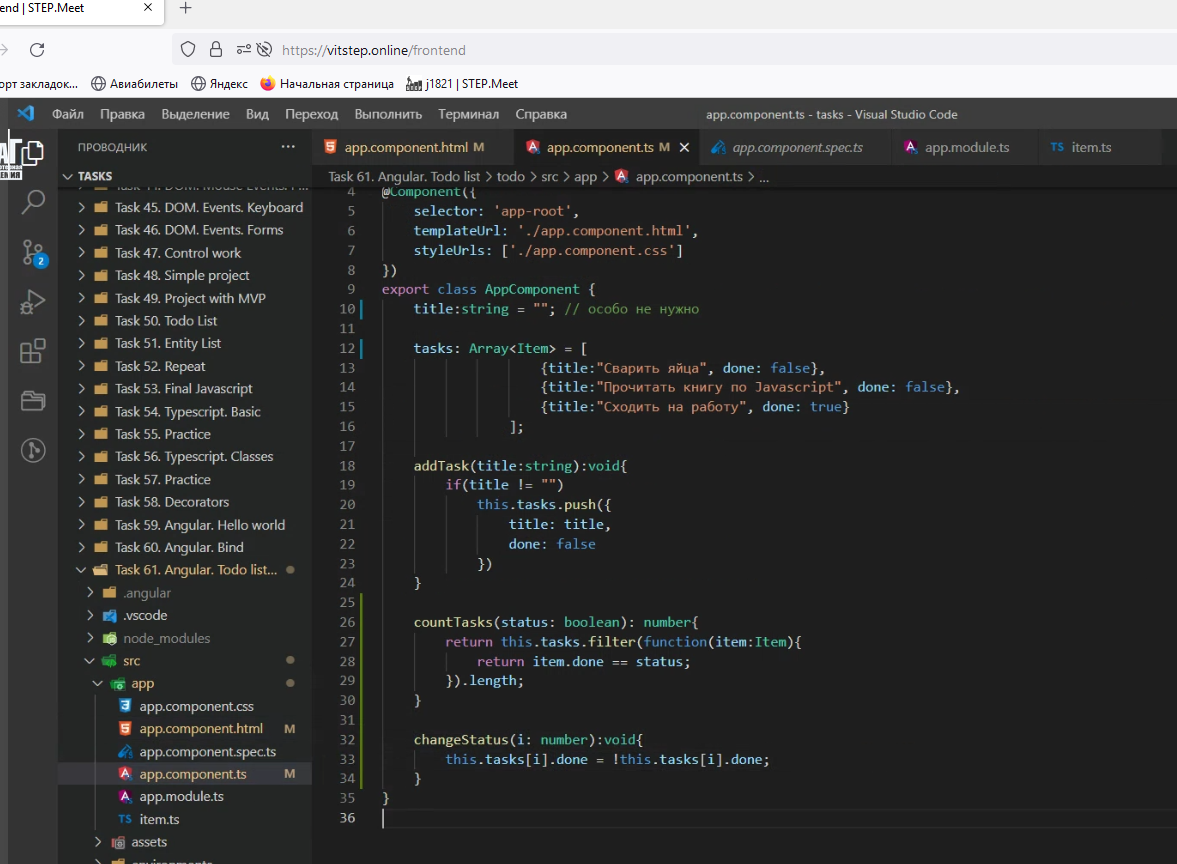 end | STEP.Meet
https://vitstep.online/frontend
орт закладок...
Авиабилеты
Яндекс
Начальная страница
j1821 | STEP.Meet
Файл
Правка
Выделение
Вид
Переход
Выполнить
Терминал
Справка
app.component.ts - tasks - Visual Studio Code
ПРОВОДНИК
app.component.html M
app.component.ts M
app.component.spec.ts
app.module.ts
TS item.ts
TASKS
Task 61. Angular. Todo list > todo > src > app > app.component.ts > ...
Task 44. DOM. Mouse Events. F...
Task 45. DOM. Events. Keyboard
Task 46. DOM. Events. Forms
Task 47. Control work
Task 48. Simple project
Task 49. Project with MVP
Task 50. Todo List
Task 51. Entity List
Task 52. Repeat
Task 53. Final Javascript
Task 54. Typescript. Basic
Task 55. Practice
Task 56. Typescript. Classes
Task 57. Practice
Task 58. Decorators
Task 59. Angular. Hello world
Task 60. Angular. Bind
Task 61. Angular. Todo list...
.angular
.vscode
node_modules
src
app
app.component.css
app.component.html M
app.component.spec.ts
app.component.ts M
app.module.ts
TS item.ts
assets
environments
2
4 @Component({
5 selector: 'app-root',
6 templateUrl: './app.component.html',
7 styleUrls: ['./app.component.css']
8 })
9 export class AppComponent {
10 title:string = ""; // особо не нужно
11
12 tasks: Array<Item> = [
13 {title:"Сварить яйца", done: false},
14 {title:"Прочитать книгу по Javascript", done: false},
15 {title:"Сходить на работу", done: true}
16 ];
17
18 addTask(title:string):void{
19 if(title != "")
20 this.tasks.push({
21 title: title,
22 done: false
23 })
24 }
25
26 countTasks(status: boolean): number{
27 return this.tasks.filter(function(item:Item){
28 return item.done == status;
29 }).length;
30 }
31
32 changeStatus(i: number):void{
33 this.tasks[i].done = !this.tasks[i].done;
34 }
35 }
36